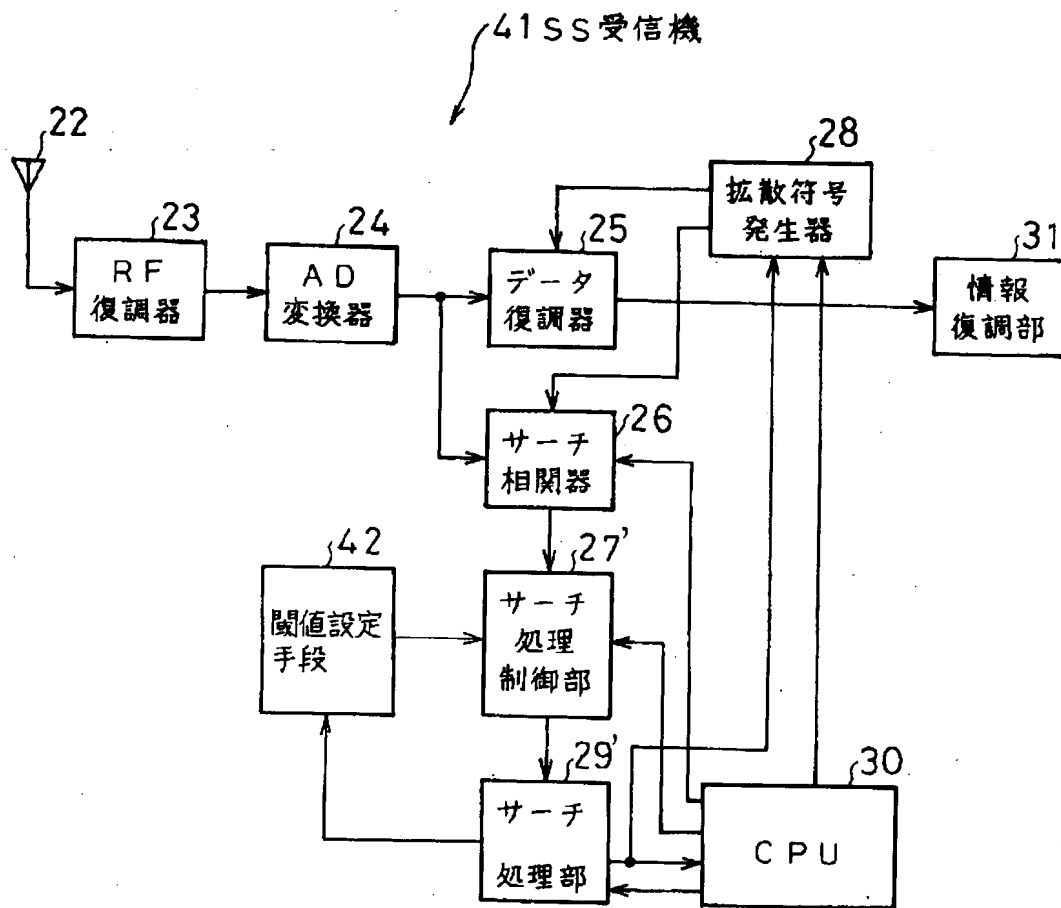 41 SS受信機
22
23
RF
復調器
24
AD
変換器
25
データ
復調器
28
拡散符号
発生器
31
情報
復調部
26
サーチ
相関器
42
閾値設定
手段
27'
サーチ
処理
制御部
29'
サーチ
処理部
30
CPU